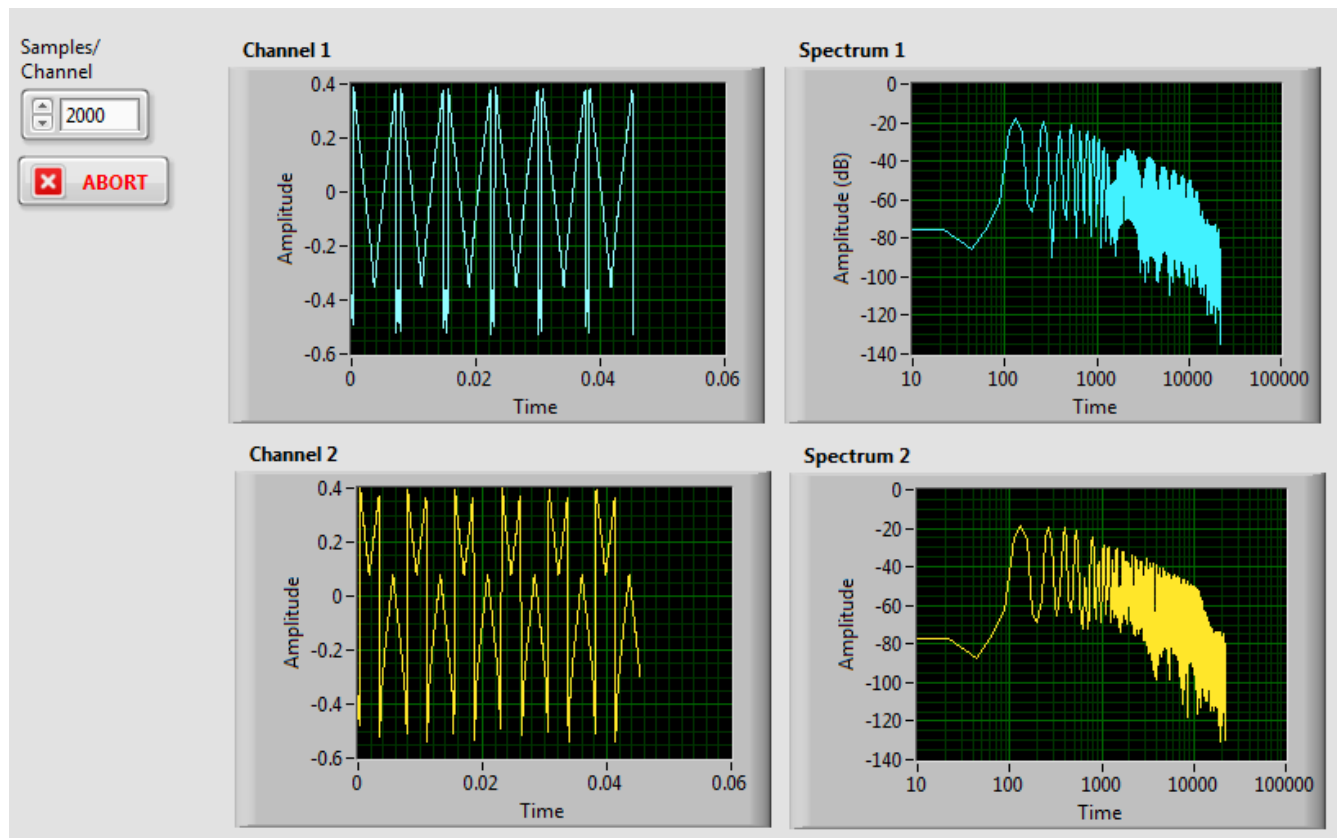 Samples/
Channel
2000
ABORT
Channel 1
Amplitude
0.4
0.2
0
-0.2
-0.4
-0.6
0 0.02 0.04 0.06
Time
Spectrum 1
Amplitude (dB)
0
-20
-40
-60
-80
-100
-120
-140
10 100 1000 10000 100000
Time
Channel 2
Amplitude
0.4
0.2
0
-0.2
-0.4
-0.6
0 0.02 0.04 0.06
Time
Spectrum 2
Amplitude
0
-20
-40
-60
-80
-100
-120
-140
10 100 1000 10000 100000
Time